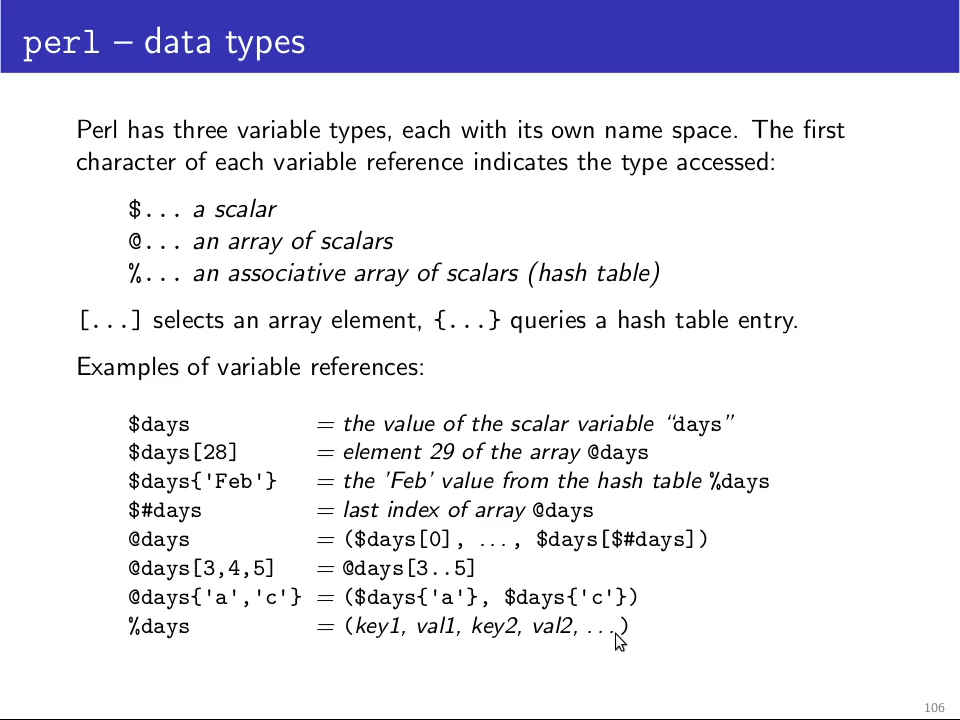 perl – data types
Perl has three variable types, each with its own name space. The first
character of each variable reference indicates the type accessed:
$... a scalar
@... an array of scalars
%... an associative array of scalars (hash table)
[...] selects an array element, {...} queries a hash table entry.
Examples of variable references:
$days = the value of the scalar variable “days”
$days[28] = element 29 of the array @days
$days{'Feb'} = the ’Feb’ value from the hash table %days
$#days = last index of array @days
@days = ($days[0], ..., $days[$#days])
@days[3,4,5] = @days[3..5]
@days{'a','c'} = ($days{'a'}, $days{'c'})
%days = (key1, val1, key2, val2, ...)
106